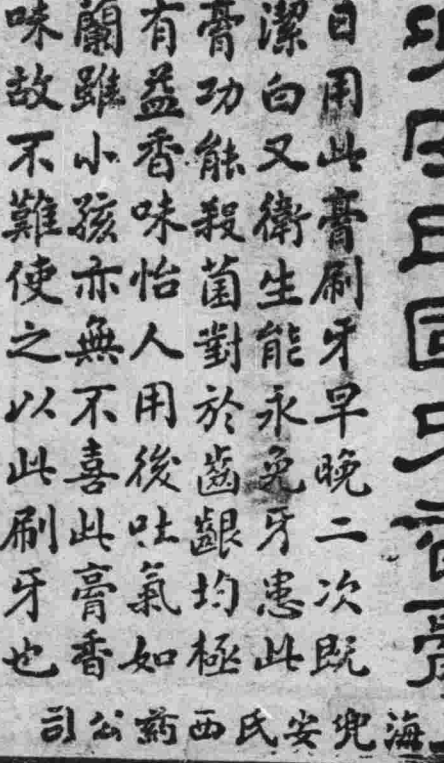 日用此膏刷牙早晚二次既
潔白又衛生能永免牙患此
膏功能殺菌對於齒齦均極
有益香味怡人用後吐氣如
蘭雖小孩亦無不喜此膏香
味故不難使之以此刷牙也
海兜安氏西葯公司